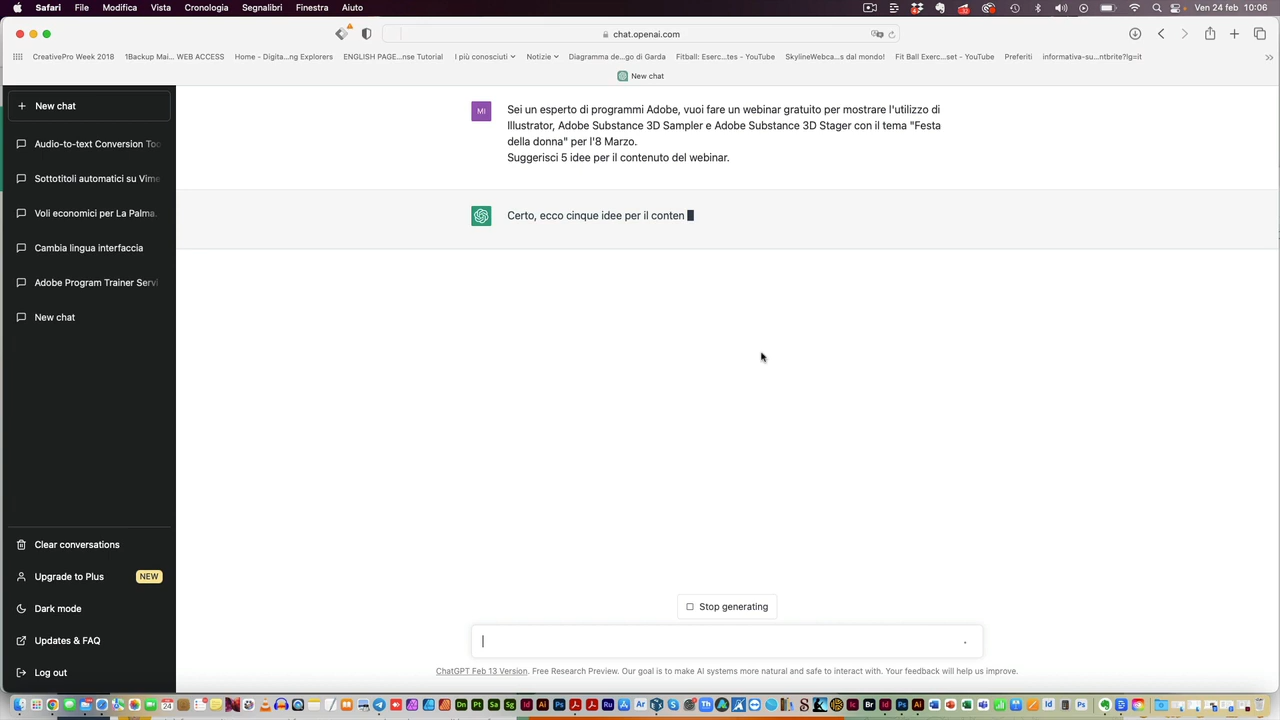 Safari File Modifica Vista Cronologia Segnalibri Finestra Aiuto
Ven 24 feb 10:06
chat.openai.com
CreativePro Week 2018 1Backup Mai... WEB ACCESS Home - Digita...ng Explorers ENGLISH PAGE...nse Tutorial I più conosciuti Notizie Diagramma de...go di Garda Fitball: Eserc...tes - YouTube SkylineWebca...s dal mondo! Fit Ball Exerc...set - YouTube Preferiti informativa-su...ntbrite?lg=it
New chat
New chat
Audio-to-text Conversion Too
Sottotitoli automatici su Vime
Voli economici per La Palma.
Cambia lingua interfaccia
Adobe Program Trainer Servi
New chat
Clear conversations
Upgrade to Plus NEW
Dark mode
Updates & FAQ
Log out
MI
Sei un esperto di programmi Adobe, vuoi fare un webinar gratuito per mostrare l'utilizzo di
Illustrator, Adobe Substance 3D Sampler e Adobe Substance 3D Stager con il tema "Festa
della donna" per l'8 Marzo.
Suggerisci 5 idee per il contenuto del webinar.
Certo, ecco cinque idee per il conten
Stop generating
ChatGPT Feb 13 Version. Free Research Preview. Our goal is to make AI systems more natural and safe to interact with. Your feedback will help us improve.